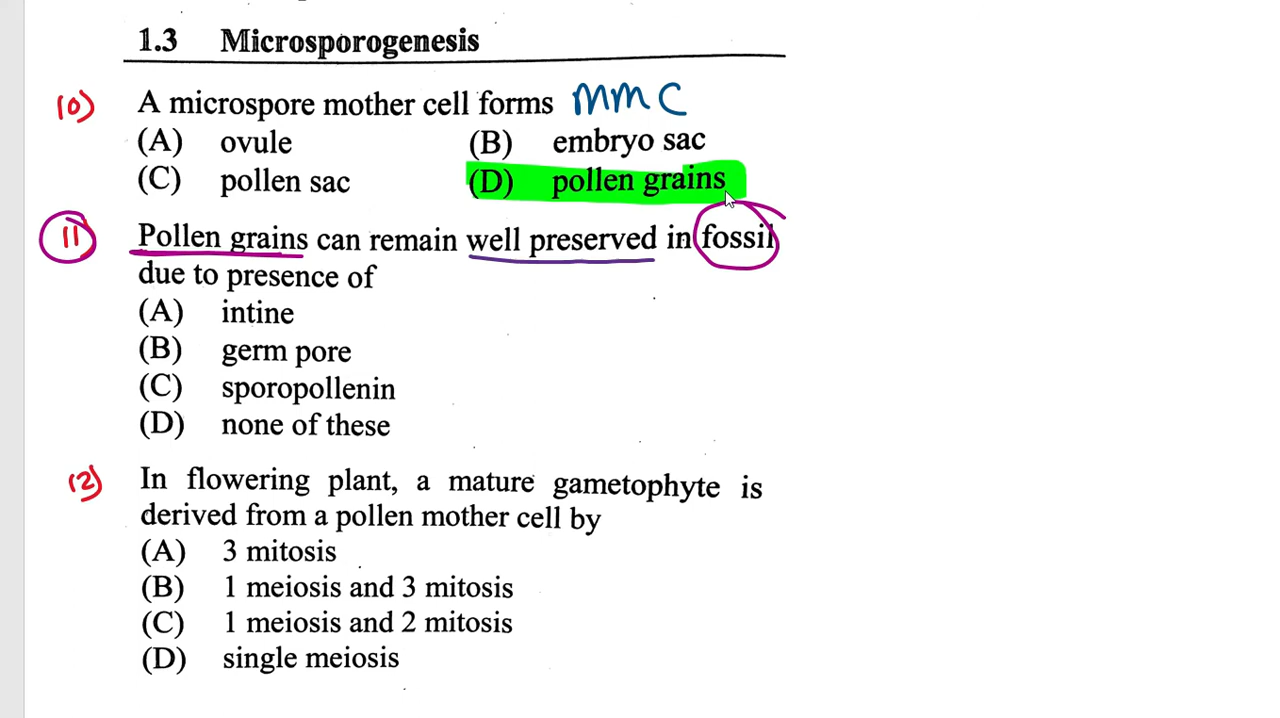 1.3 Microsporogenesis
(10) A microspore mother cell forms MMC
(A) ovule (B) embryo sac
(C) pollen sac (D) pollen grains
11 Pollen grains can remain well preserved in fossil
due to presence of
(A) intine
(B) germ pore
(C) sporopollenin
(D) none of these
(12) In flowering plant, a mature gametophyte is
derived from a pollen mother cell by
(A) 3 mitosis
(B) 1 meiosis and 3 mitosis
(C) 1 meiosis and 2 mitosis
(D) single meiosis